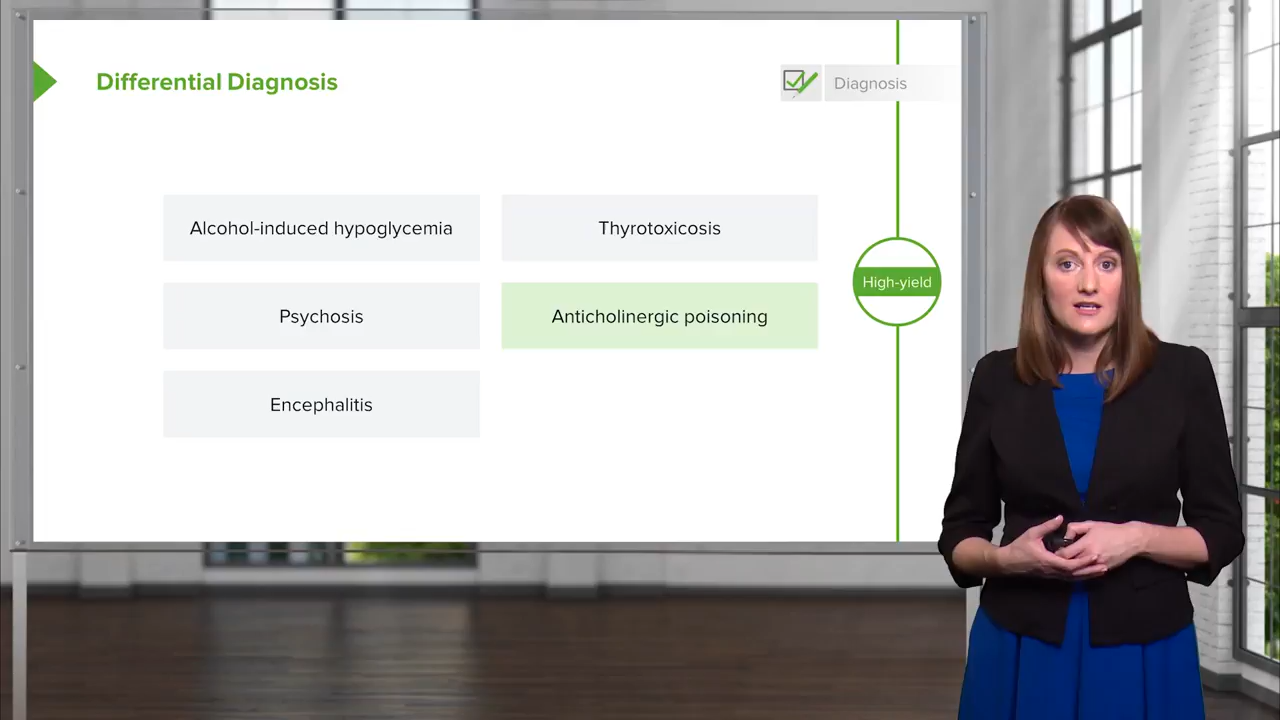 Differential Diagnosis
Diagnosis
Alcohol-induced hypoglycemia
Thyrotoxicosis
High-yield
Psychosis
Anticholinergic poisoning
Encephalitis